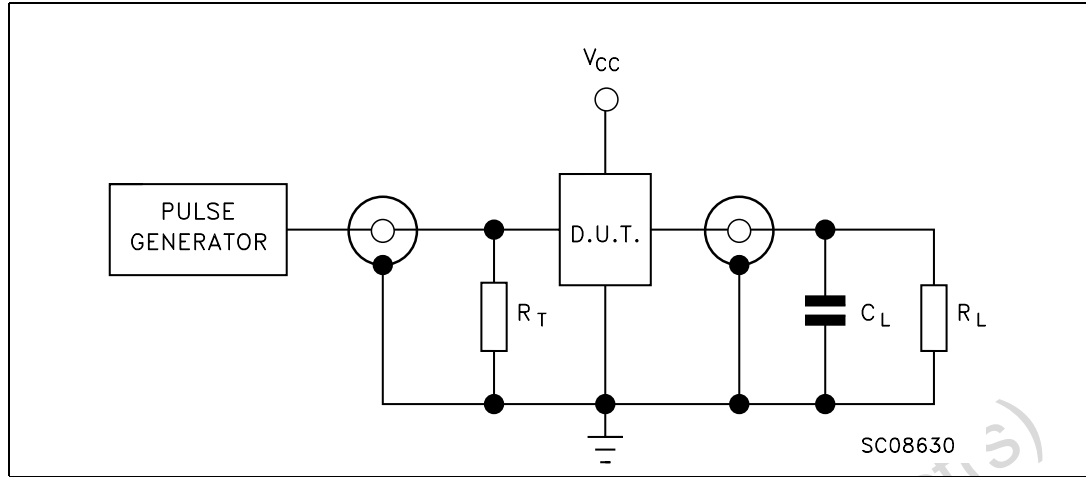 VCC
PULSE
GENERATOR
D.U.T.
RT
CL
RL
SC08630